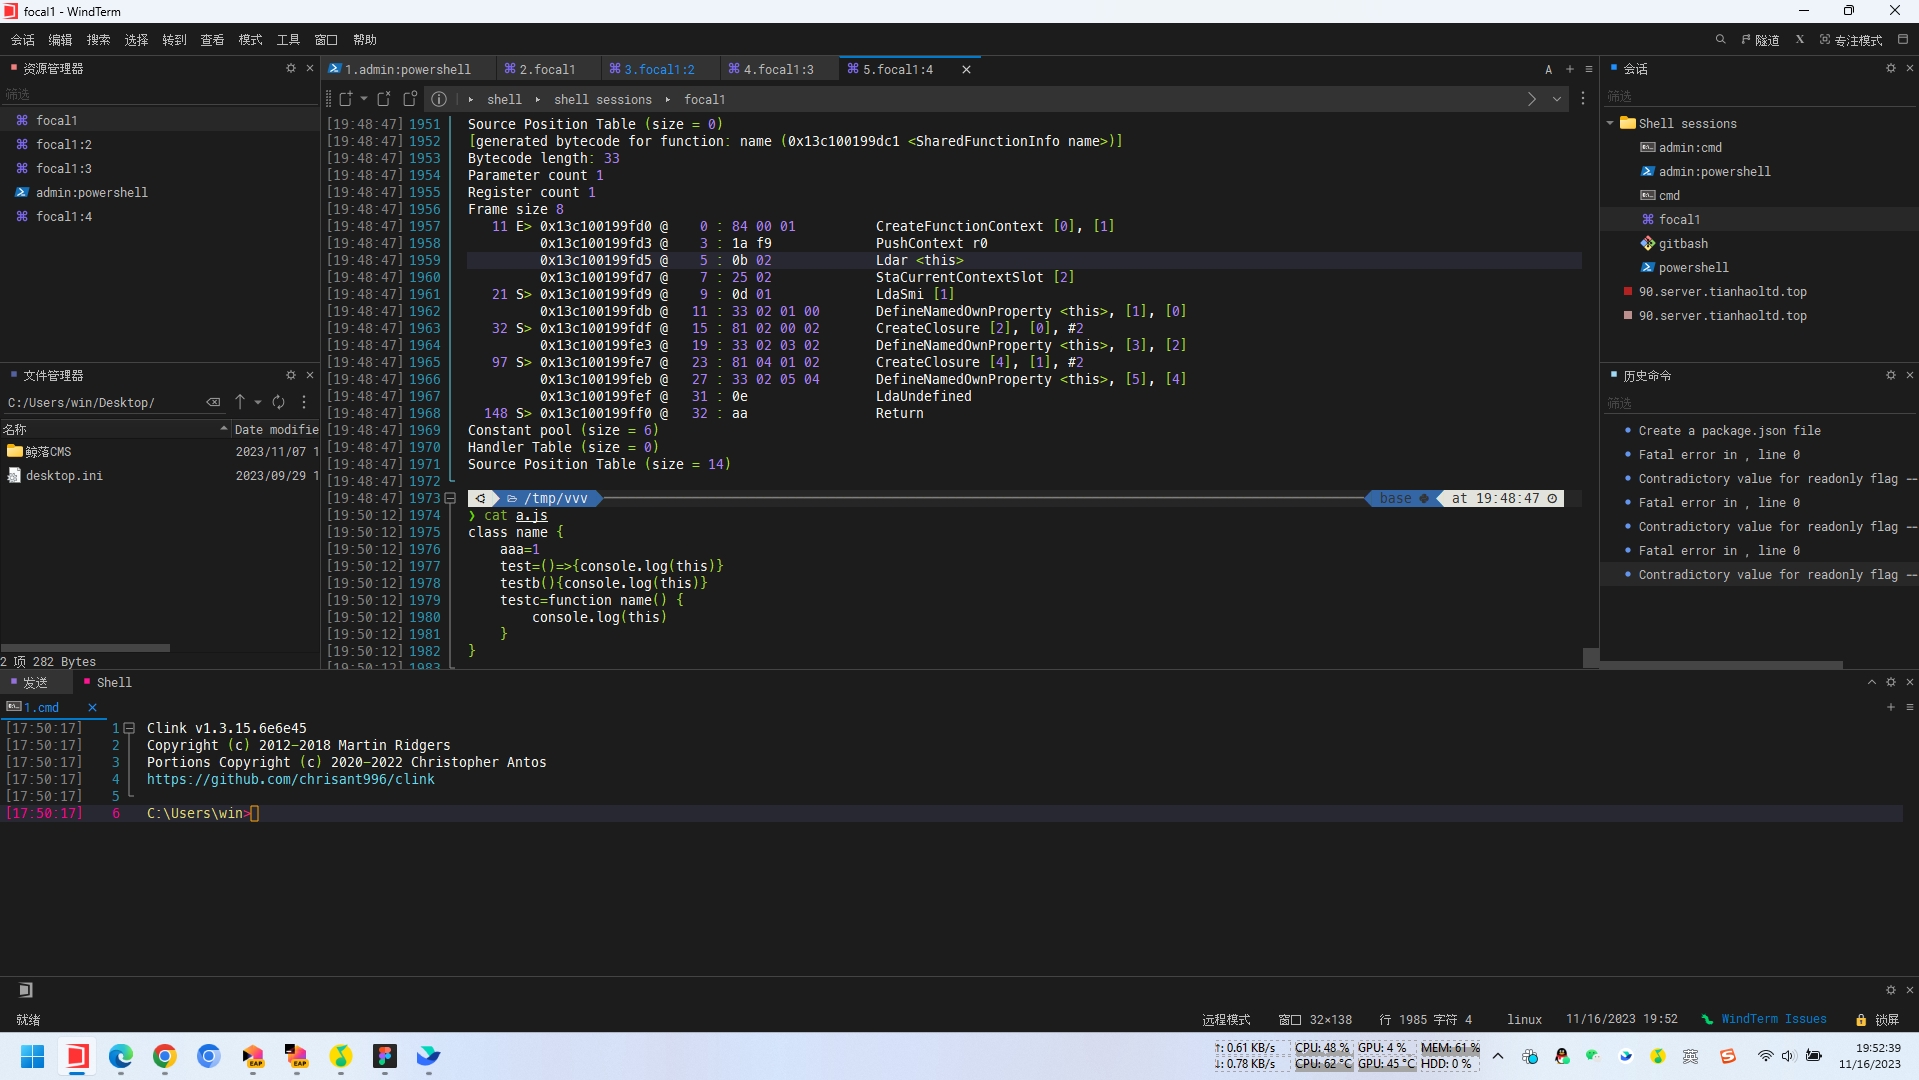 focal1 - WindTerm
会话 编辑 搜索 选择 转到 查看 模式 工具 窗口 帮助
隧道 X 专注模式
资源管理器
筛选
focal1
focal1:2
focal1:3
admin:powershell
focal1:4
文件管理器
C:/Users/win/Desktop/
名称 Date modifie
鲸落CMS 2023/11/07 1
desktop.ini 2023/09/29 1
2 项 282 Bytes
1.admin:powershell 2.focal1 3.focal1:2 4.focal1:3 5.focal1:4
A
shell shell sessions focal1
[19:48:47] 1951 Source Position Table (size = 0)
[19:48:47] 1952 [generated bytecode for function: name (0x13c100199dc1 <SharedFunctionInfo name>)]
[19:48:47] 1953 Bytecode length: 33
[19:48:47] 1954 Parameter count 1
[19:48:47] 1955 Register count 1
[19:48:47] 1956 Frame size 8
[19:48:47] 1957 11 E> 0x13c100199fd0 @ 0 : 84 00 01 CreateFunctionContext [0], [1]
[19:48:47] 1958 0x13c100199fd3 @ 3 : 1a f9 PushContext r0
[19:48:47] 1959 0x13c100199fd5 @ 5 : 0b 02 Ldar <this>
[19:48:47] 1960 0x13c100199fd7 @ 7 : 25 02 StaCurrentContextSlot [2]
[19:48:47] 1961 21 S> 0x13c100199fd9 @ 9 : 0d 01 LdaSmi [1]
[19:48:47] 1962 0x13c100199fdb @ 11 : 33 02 01 00 DefineNamedOwnProperty <this>, [1], [0]
[19:48:47] 1963 32 S> 0x13c100199fdf @ 15 : 81 02 00 02 CreateClosure [2], [0], #2
[19:48:47] 1964 0x13c100199fe3 @ 19 : 33 02 03 02 DefineNamedOwnProperty <this>, [3], [2]
[19:48:47] 1965 97 S> 0x13c100199fe7 @ 23 : 81 04 01 02 CreateClosure [4], [1], #2
[19:48:47] 1966 0x13c100199feb @ 27 : 33 02 05 04 DefineNamedOwnProperty <this>, [5], [4]
[19:48:47] 1967 0x13c100199fef @ 31 : 0e LdaUndefined
[19:48:47] 1968 148 S> 0x13c100199ff0 @ 32 : aa Return
[19:48:47] 1969 Constant pool (size = 6)
[19:48:47] 1970 Handler Table (size = 0)
[19:48:47] 1971 Source Position Table (size = 14)
[19:48:47] 1972
[19:48:47] 1973 /tmp/vvv base at 19:48:47
[19:50:12] 1974 ❯ cat a.js
[19:50:12] 1975 class name {
[19:50:12] 1976 aaa=1
[19:50:12] 1977 test=()=>{console.log(this)}
[19:50:12] 1978 testb(){console.log(this)}
[19:50:12] 1979 testc=function name() {
[19:50:12] 1980 console.log(this)
[19:50:12] 1981 }
[19:50:12] 1982 }
[19:50:12] 1983
会话
筛选
Shell sessions
admin:cmd
admin:powershell
cmd
focal1
gitbash
powershell
90.server.tianhaoltd.top
90.server.tianhaoltd.top
历史命令
筛选
Create a package.json file
Fatal error in , line 0
Contradictory value for readonly flag --
Fatal error in , line 0
Contradictory value for readonly flag --
Fatal error in , line 0
Contradictory value for readonly flag --
发送 Shell
1.cmd
[17:50:17] 1 Clink v1.3.15.6e6e45
[17:50:17] 2 Copyright (c) 2012-2018 Martin Ridgers
[17:50:17] 3 Portions Copyright (c) 2020-2022 Christopher Antos
[17:50:17] 4 https://github.com/chrisant996/clink
[17:50:17] 5
[17:50:17] 6 C:\Users\win>
就绪 远程模式 窗口 32×138 行 1985 字符 4 linux 11/16/2023 19:52 WindTerm Issues 锁屏
EAP EAP
↑: 0.61 KB/s CPU: 48 % GPU: 4 % MEM: 61 %
↓: 0.78 KB/s CPU: 62 °C GPU: 45 °C HDD: 0 %
英
19:52:39
11/16/2023